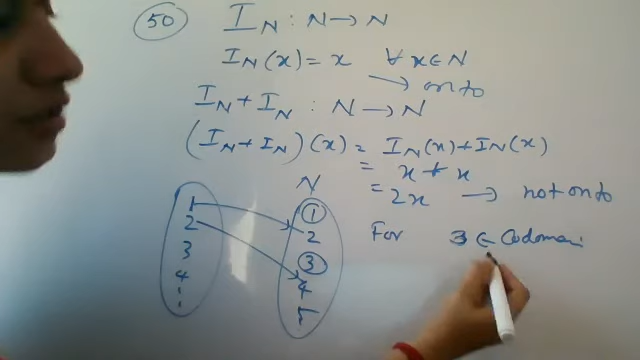 50 I_N : N → N
I_N(x) = x ∀ x ∈ N
→ onto
I_N + I_N : N → N
(I_N + I_N)(x) = I_N(x) + I_N(x)
= x + x
= 2x → not onto
N
1 1
2 2
3 3
4 4
: 5
For 3 ∈ Codomain